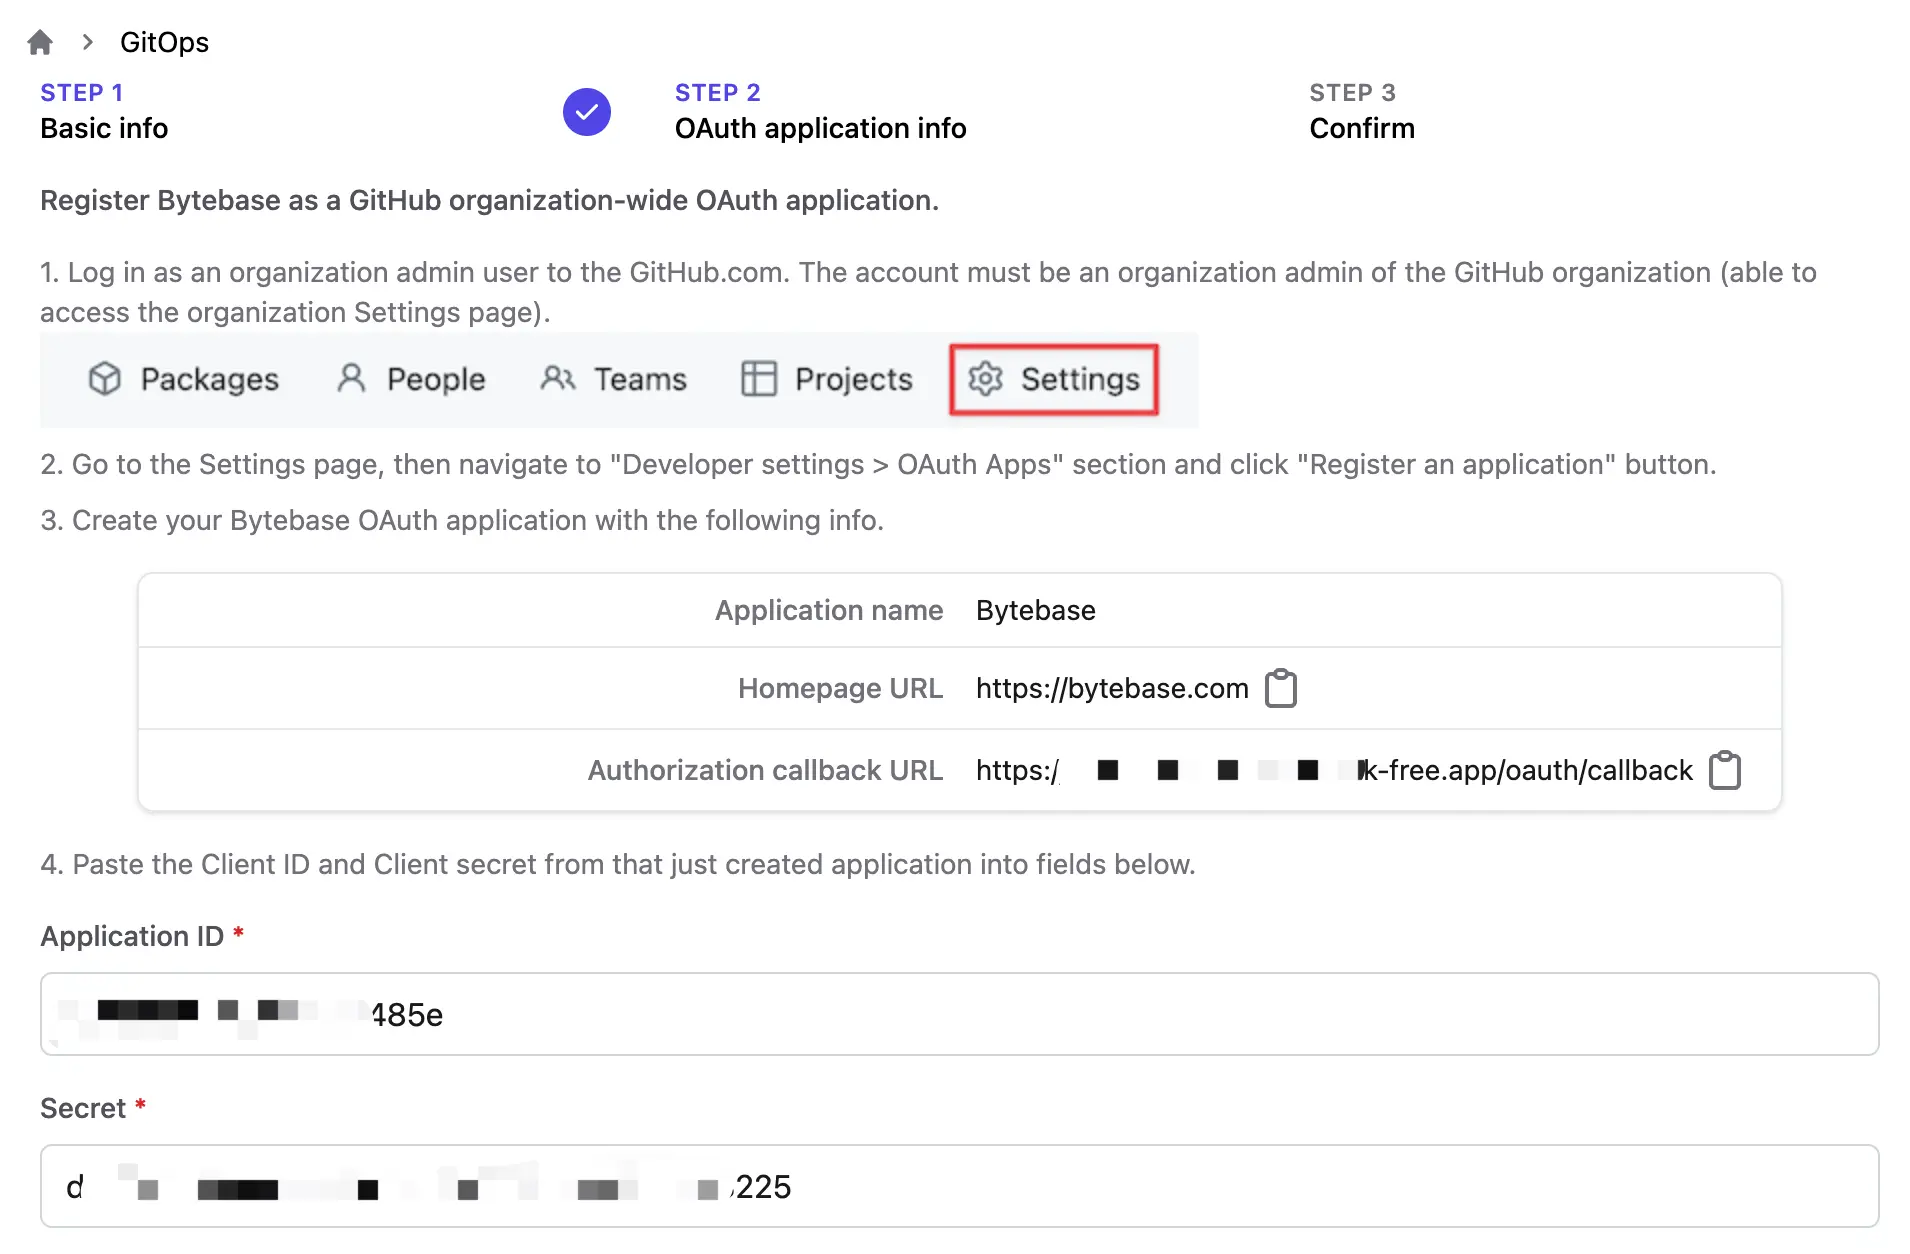 GitOps
STEP 1
Basic info
STEP 2
OAuth application info
STEP 3
Confirm
Register Bytebase as a GitHub organization-wide OAuth application.
1. Log in as an organization admin user to the GitHub.com. The account must be an organization admin of the GitHub organization (able to
access the organization Settings page).
Packages People Teams Projects Settings
2. Go to the Settings page, then navigate to "Developer settings > OAuth Apps" section and click "Register an application" button.
3. Create your Bytebase OAuth application with the following info.
Application name Bytebase
Homepage URL https://bytebase.com
Authorization callback URL https:/ k-free.app/oauth/callback
4. Paste the Client ID and Client secret from that just created application into fields below.
Application ID *
485e
Secret *
d 225